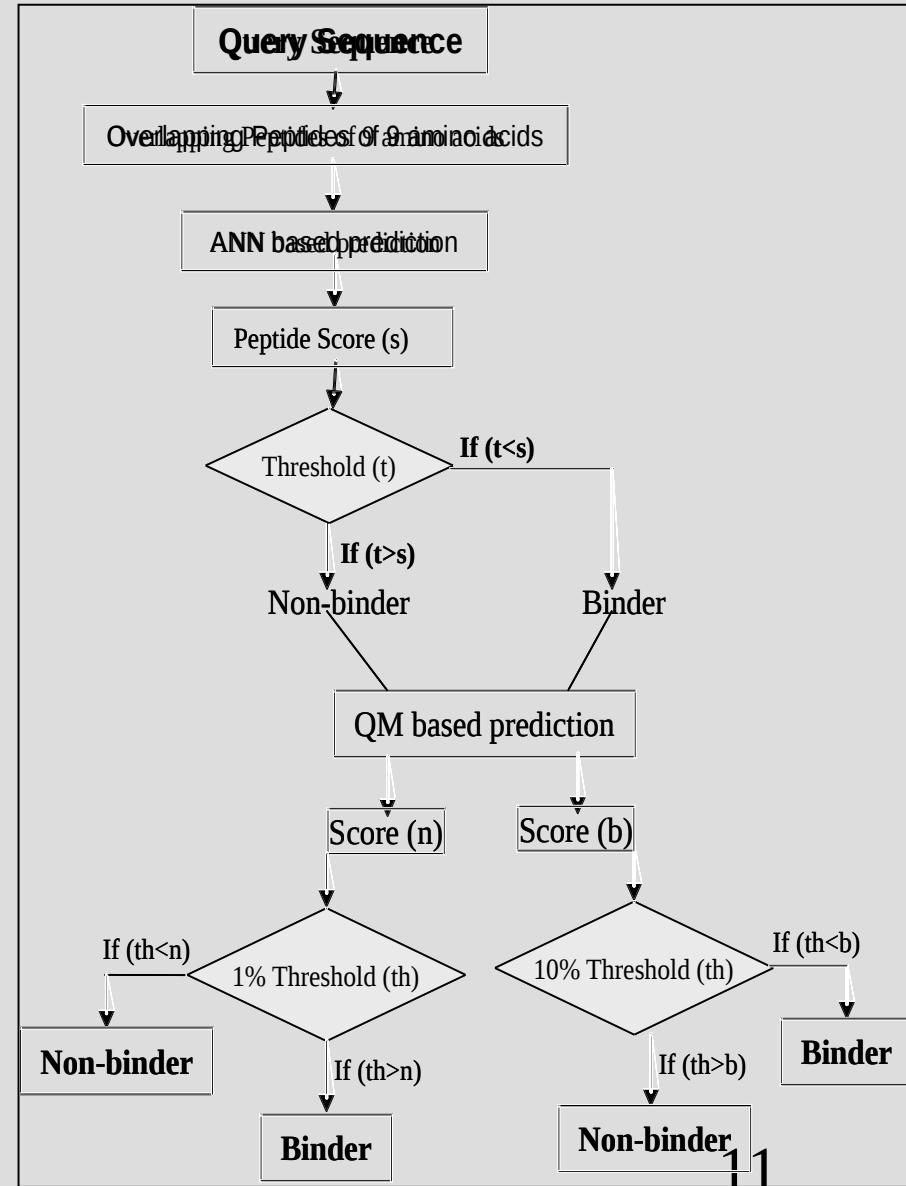 Query Sequence
Overlapping Peptides of 9 amino acids
ANN based prediction
Peptide Score (s)
Threshold (t)
If (t<s)
If (t>s)
Non-binder
Binder
QM based prediction
Score (n)
Score (b)
If (th<n)
1% Threshold (th)
10% Threshold (th)
If (th<b)
Non-binder
If (th>n)
If (th>b)
Binder
Binder
Non-binder
11